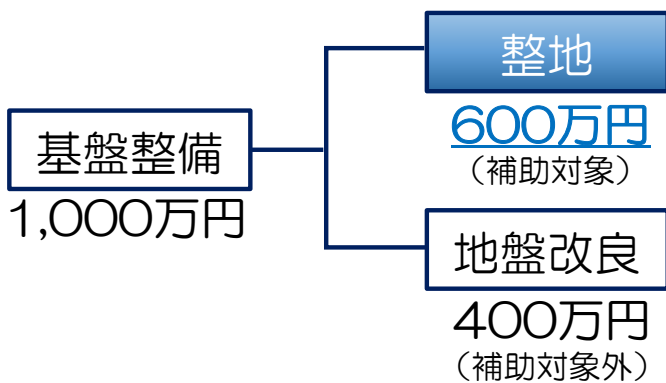 整地
600万円
（補助対象）
基盤整備
1,000万円
地盤改良
400万円
（補助対象外）